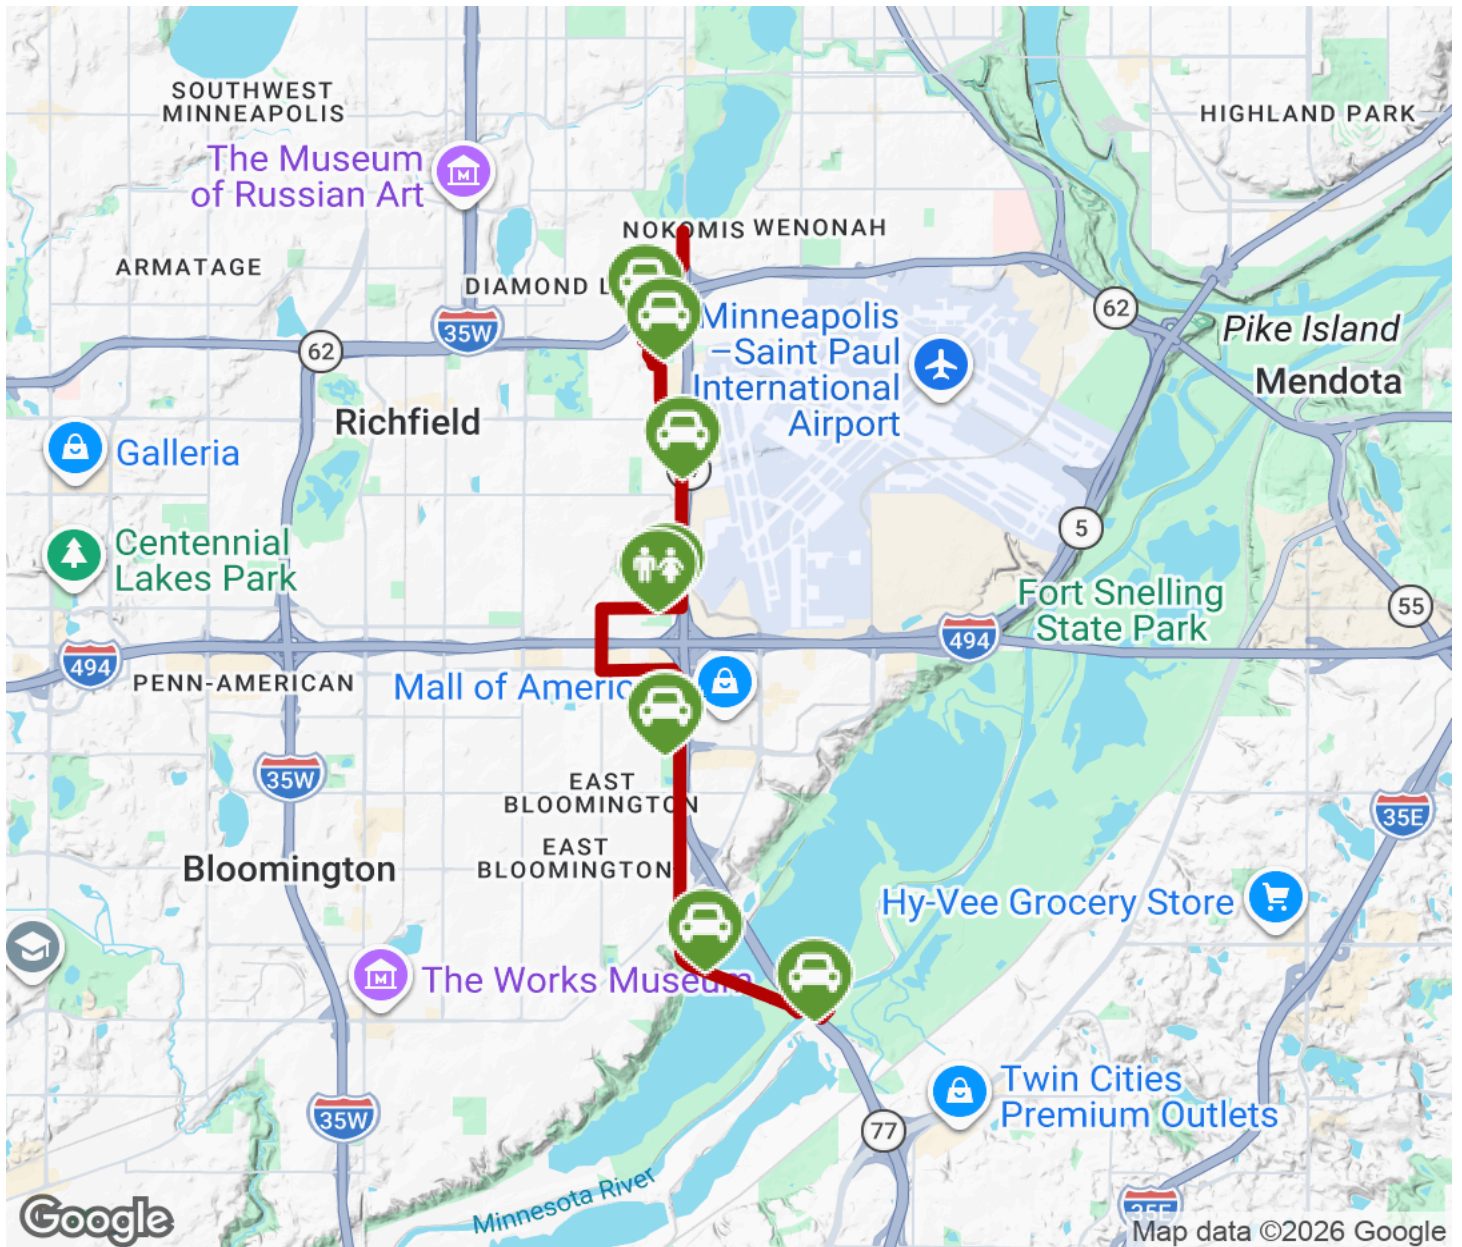 SOUTHWEST
MINNEAPOLIS
HIGHLAND PARK
The Museum
of Russian Art
NOKOMIS
WENONAH
ARMATAGE
DIAMOND L
62
Minneapolis
–Saint Paul
International
Airport
35W
62
Pike Island
Mendota
Richfield
Galleria
5
Centennial
Lakes Park
Fort Snelling
State Park
55
494
494
PENN-AMERICAN
Mall of Americ
35W
EAST
BLOOMINGTON
35E
EAST
BLOOMINGTON
Bloomington
Hy-Vee Grocery Store
The Works Museum
Twin Cities
Premium Outlets
35W
77
Minnesota River
35E
Google
Map data ©2026 Google